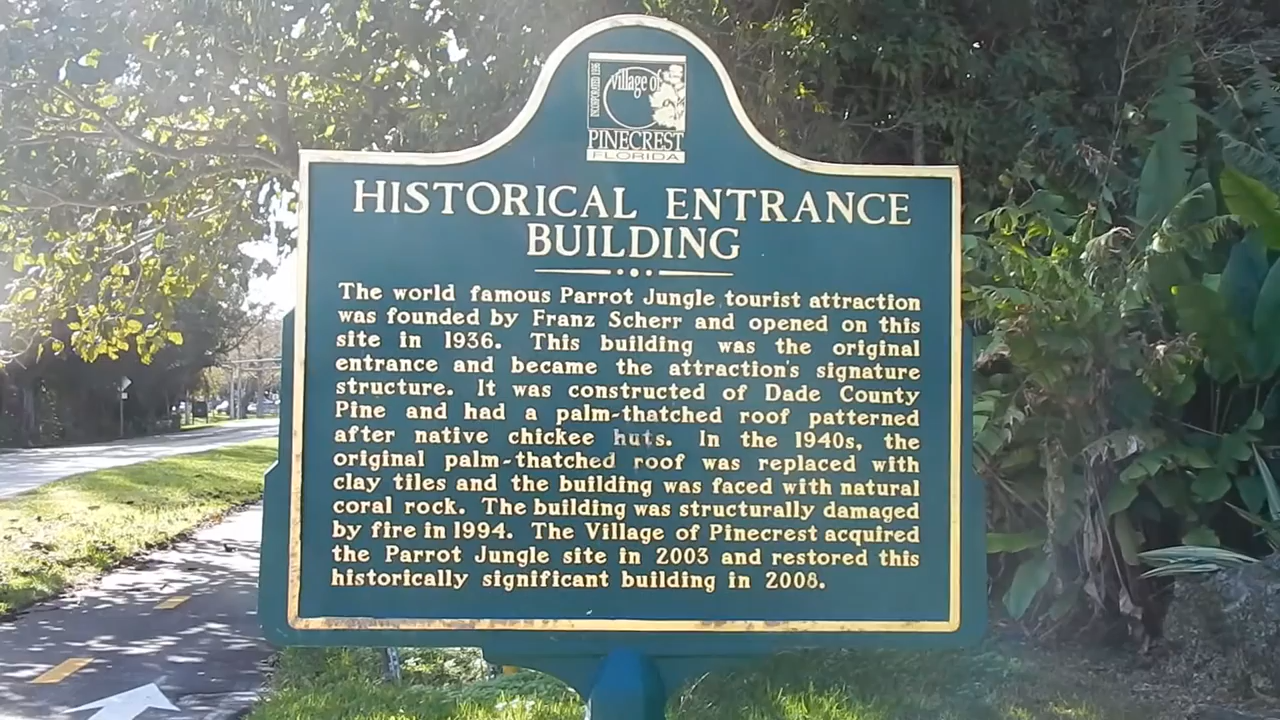 INCORPORATED 1996
Village of
PINECREST
FLORIDA
HISTORICAL ENTRANCE
BUILDING
The world famous Parrot Jungle tourist attraction
was founded by Franz Scherr and opened on this
site in 1936. This building was the original
entrance and became the attraction's signature
structure. It was constructed of Dade County
Pine and had a palm-thatched roof patterned
after native chickee huts. In the 1940s, the
original palm-thatched roof was replaced with
clay tiles and the building was faced with natural
coral rock. The building was structurally damaged
by fire in 1994. The Village of Pinecrest acquired
the Parrot Jungle site in 2003 and restored this
historically significant building in 2008.